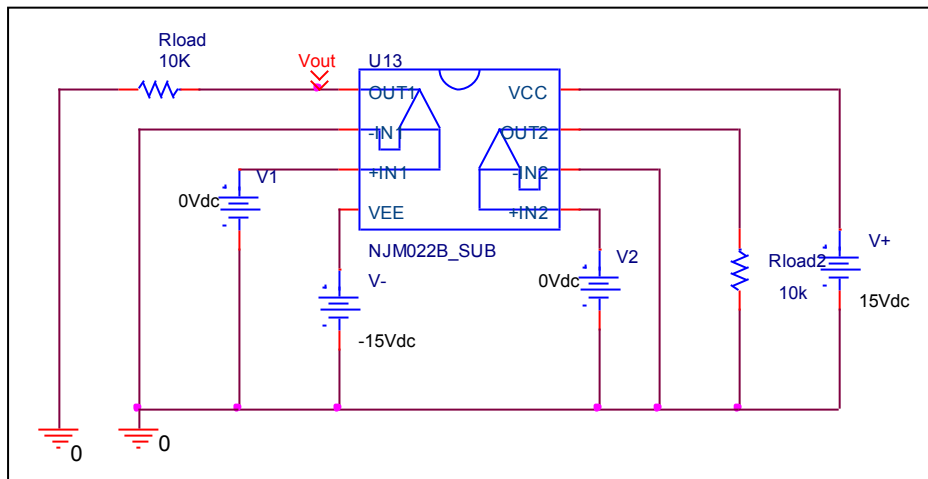 Rload
10K
Vout
U13
OUT1
-IN1
+IN1
VEE
VCC
OUT2
-IN2
+IN2
NJM022B_SUB
V1
0Vdc
V-
-15Vdc
V2
0Vdc
Rload2
10k
V+
15Vdc
0
0